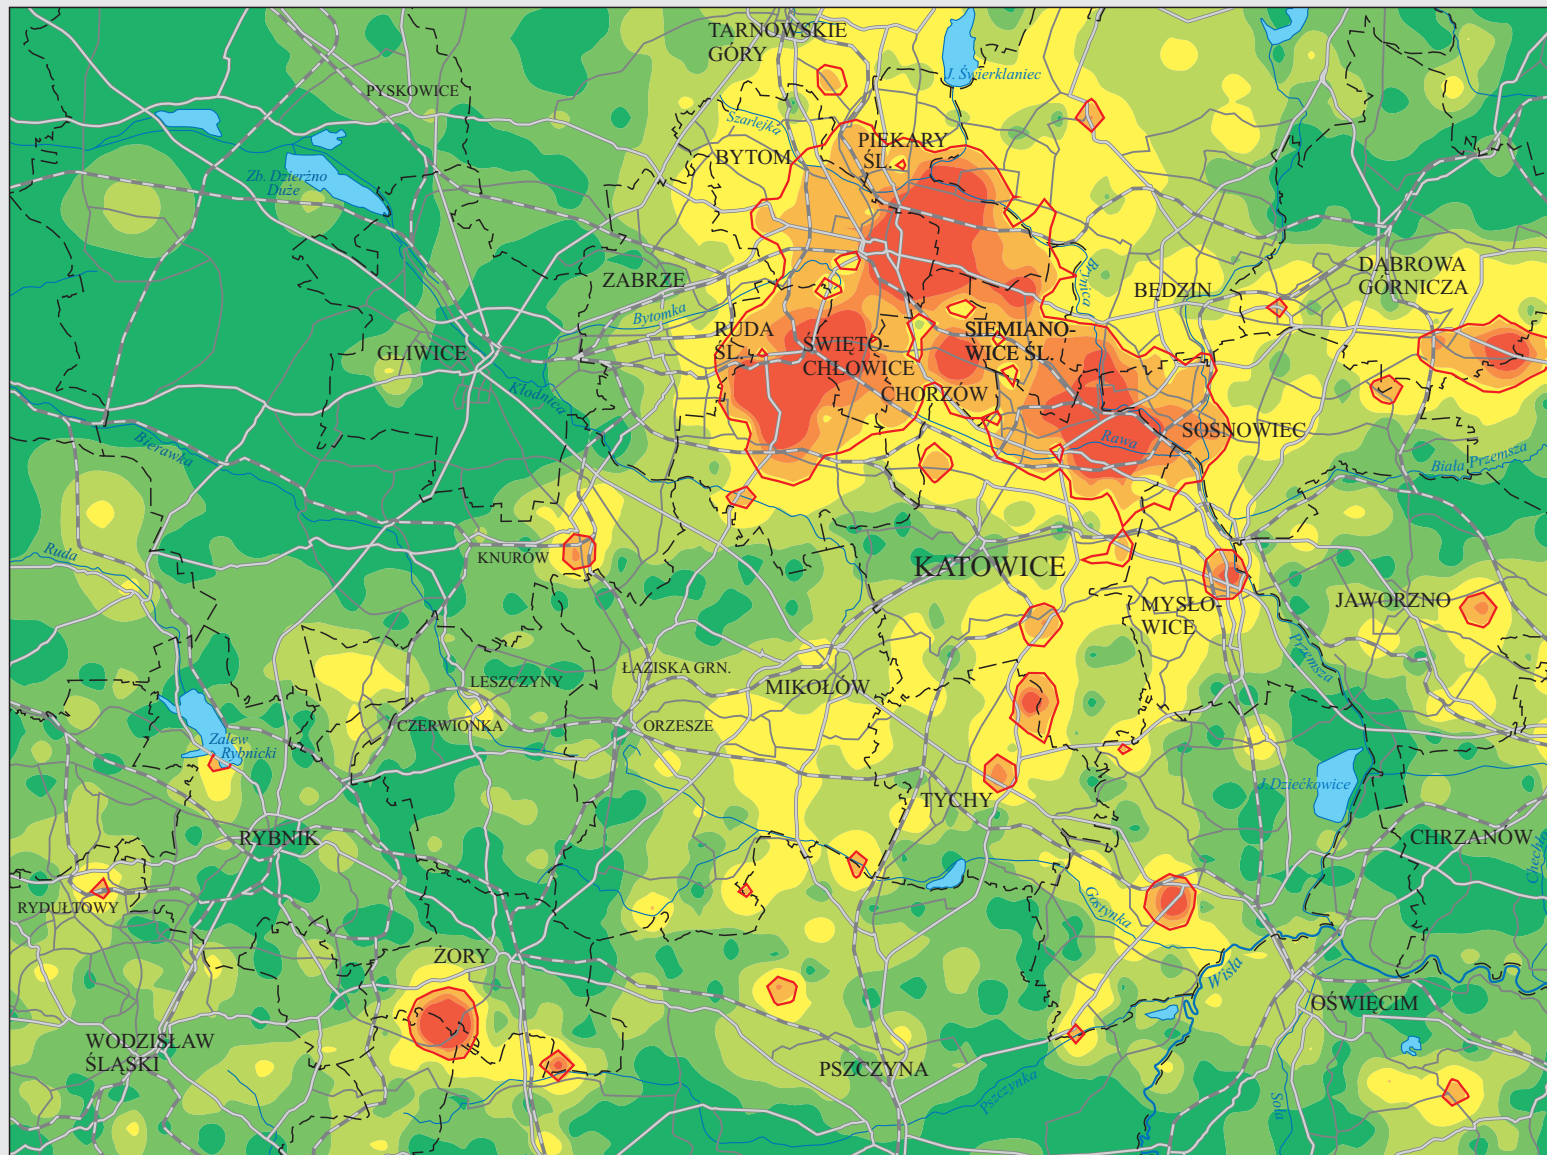 TARNOWSKIE
GÓRY
J. Świerklaniec
PYSKOWICE
Szarlejka
PIEKARY
ŚL.
BYTOM
Zb. Dzierżno
Duże
ZABRZE
Brynica
BĘDZIN
DĄBROWA
GÓRNICZA
Bytomka
RUDA
ŚL.
ŚWIĘTO-
CHŁOWICE
SIEMIANO-
WICE ŚL.
GLIWICE
Kłodnica
CHORZÓW
SOSNOWIEC
Rawa
Bierawka
Biała Przemsza
Ruda
KNURÓW
KATOWICE
MYSŁO-
WICE
JAWORZNO
Przemsza
ŁAZISKA GRN.
LESZCZYNY
MIKOŁÓW
CZERWIONKA
ORZESZE
Zalew
Rybnicki
J.Dziećkowice
TYCHY
RYBNIK
CHRZANÓW
Chechło
RYDUŁTOWY
Gostynka
ŻORY
Wisła
OŚWIĘCIM
WODZISŁAW
ŚLĄSKI
PSZCZYNA
Pszczynka
Soła